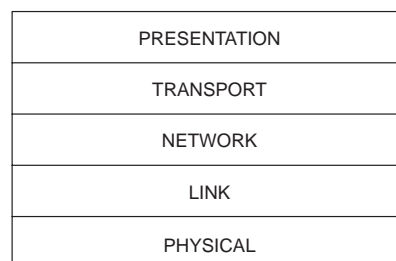 PRESENTATION
TRANSPORT
NETWORK
LINK
PHYSICAL